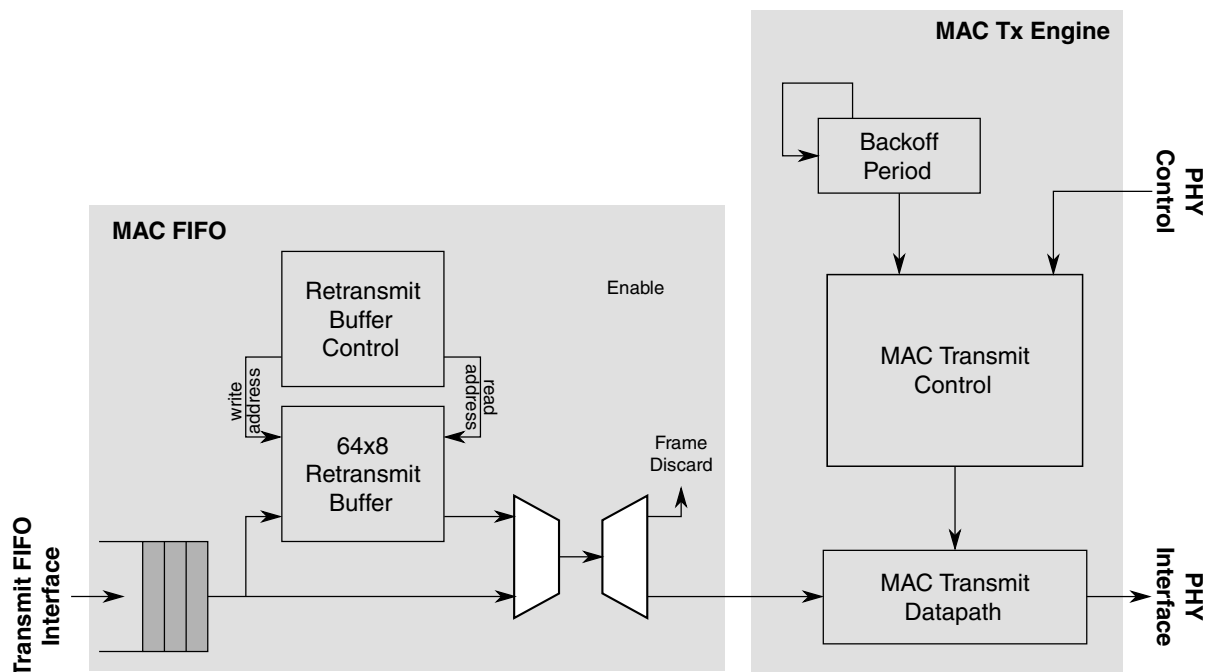 MAC Tx Engine
Backoff
Period
PHY
Control
MAC FIFO
Retransmit
Buffer
Control
Enable
MAC Transmit
Control
write
address
read
address
64x8
Retransmit
Buffer
Frame
Discard
Transmit FIFO
Interface
MAC Transmit
Datapath
PHY
Interface